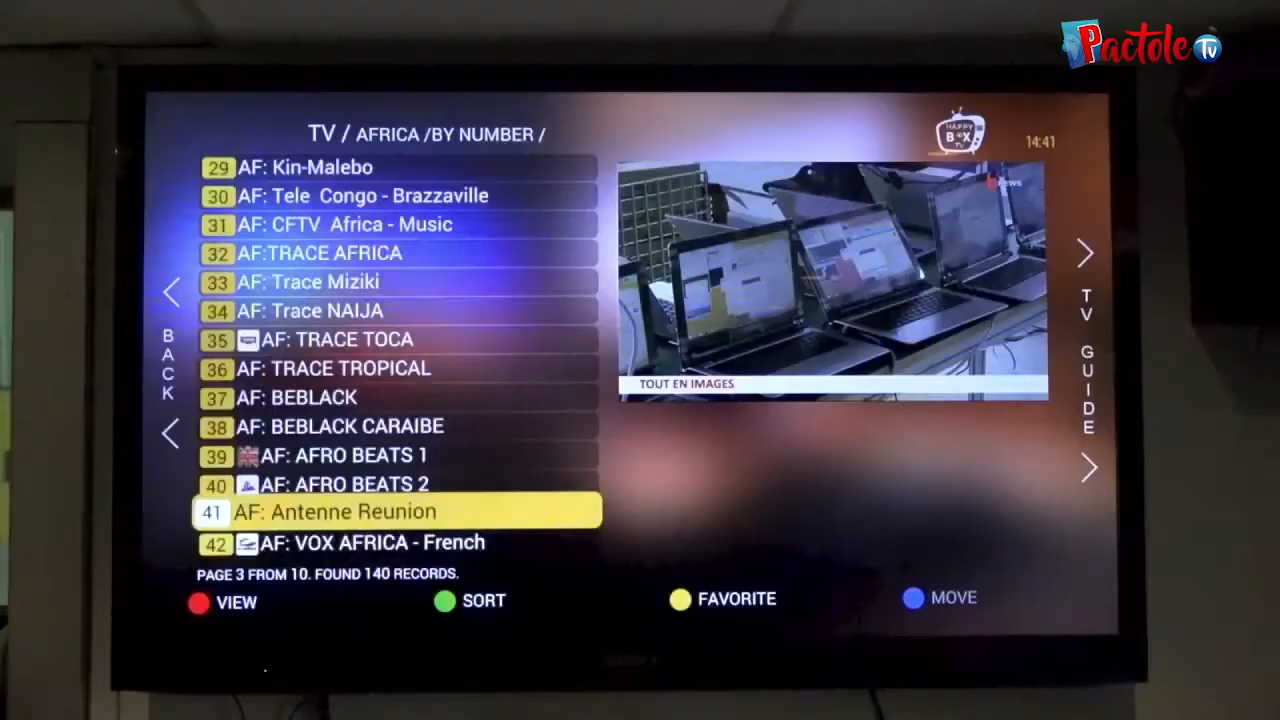 Pactole TV
TV / AFRICA /BY NUMBER /
HAPPY
BOX
TV
14:41
29 AF: Kin-Malebo
30 AF: Tele Congo - Brazzaville
31 AF: CFTV Africa - Music
32 AF:TRACE AFRICA
33 AF: Trace Miziki
34 AF: Trace NAIJA
35 AF: TRACE TOCA
36 AF: TRACE TROPICAL
37 AF: BEBLACK
38 AF: BEBLACK CARAIBE
39 AF: AFRO BEATS 1
40 AF: AFRO BEATS 2
41 AF: Antenne Reunion
42 AF: VOX AFRICA - French
BACK
NEWS
TOUT EN IMAGES
TV GUIDE
PAGE 3 FROM 10. FOUND 140 RECORDS.
VIEW
SORT
FAVORITE
MOVE